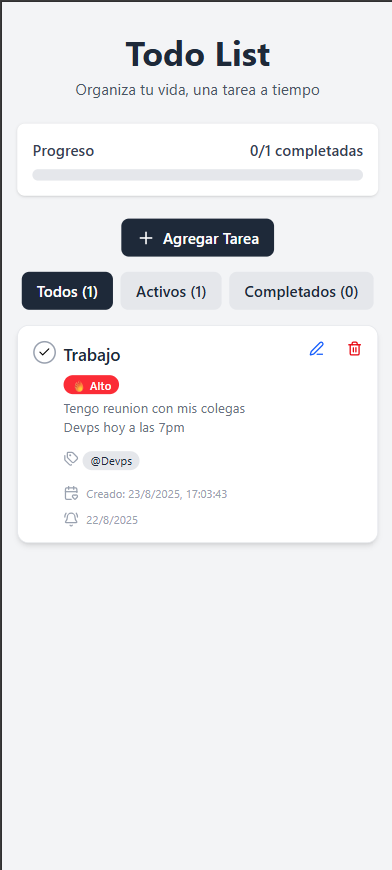 Todo List
Organiza tu vida, una tarea a tiempo
Progreso 0/1 completadas
Agregar Tarea
Todos (1) Activos (1) Completados (0)
Trabajo
🔥 Alto
Tengo reunion con mis colegas
Devps hoy a las 7pm
@Devps
Creado: 23/8/2025, 17:03:43
22/8/2025